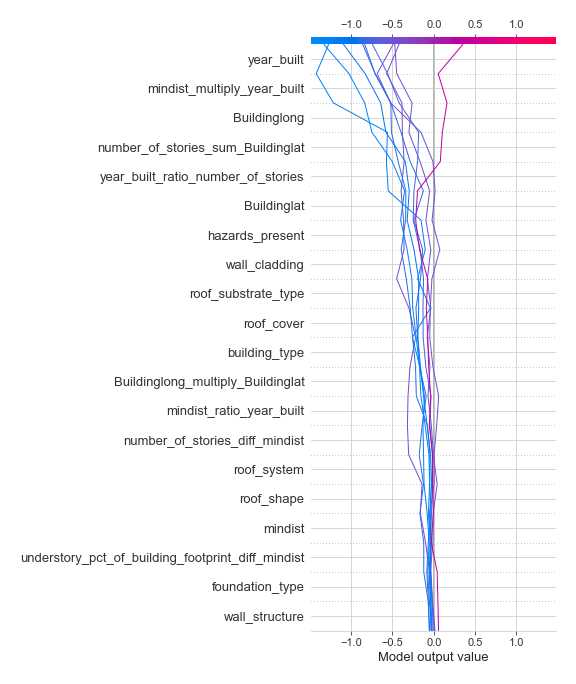 −1.0 −0.5 0.0 0.5 1.0
year_built
mindist_multiply_year_built
Buildinglong
number_of_stories_sum_Buildinglat
year_built_ratio_number_of_stories
Buildinglat
hazards_present
wall_cladding
roof_substrate_type
roof_cover
building_type
Buildinglong_multiply_Buildinglat
mindist_ratio_year_built
number_of_stories_diff_mindist
roof_system
roof_shape
mindist
understory_pct_of_building_footprint_diff_mindist
foundation_type
wall_structure
−1.0 −0.5 0.0 0.5 1.0
Model output value